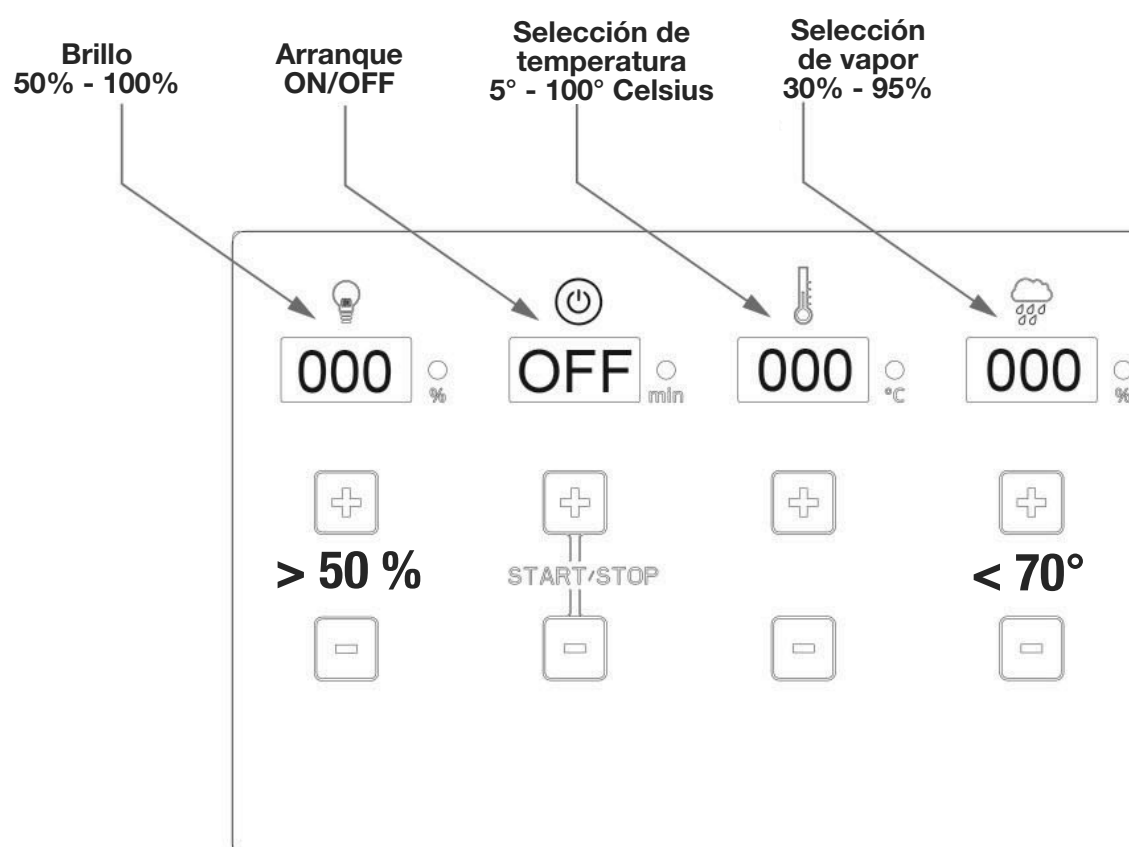 Brillo
50% - 100%
Arranque
ON/OFF
Selección de
temperatura
5° - 100° Celsius
Selección
de vapor
30% - 95%
000
%
OFF
min
000
°C
000
%
> 50 %
START/STOP
< 70°